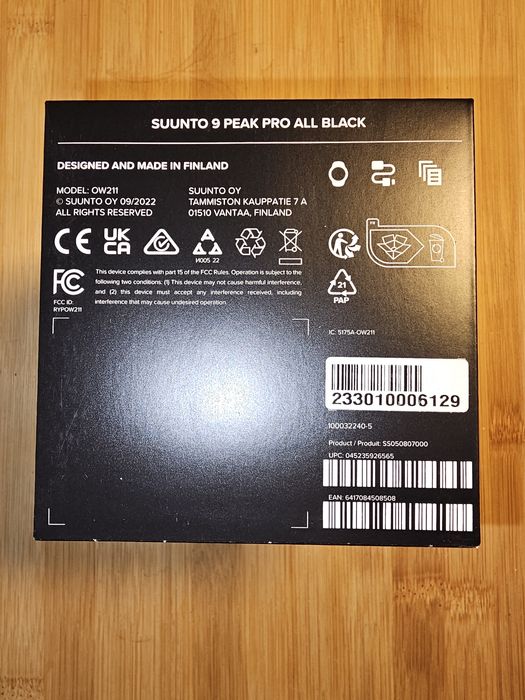 SUUNTO 9 PEAK PRO ALL BLACK
DESIGNED AND MADE IN FINLAND
MODEL: OW211
© SUUNTO OY 09/2022
ALL RIGHTS RESERVED
SUUNTO OY
TAMMISTON KAUPPATIE 7 A
01510 VANTAA, FINLAND
CE
UK
CA
14005 22
FR
FC
FCC ID:
RYPOW211
This device complies with part 15 of the FCC Rules. Operation is subject to the
following two conditions: (1) This device may not cause harmful interference,
and (2) this device must accept any interference received, including
interference that may cause undesired operation.
21
PAP
IC: 5175A-OW211
233010006129
100032240-5
Product / Produit: SS050807000
UPC: 045235926565
EAN: 6417084508508